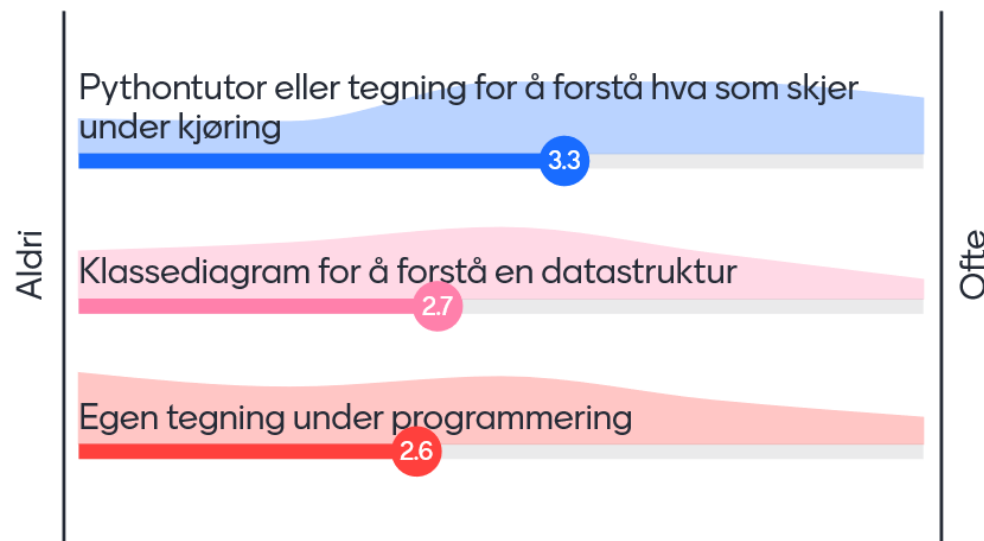 Pythontutor eller tegning for å forstå hva som skjer
under kjøring
3.3
Aldri
Ofte
Klassediagram for å forstå en datastruktur
2.7
Egen tegning under programmering
2.6